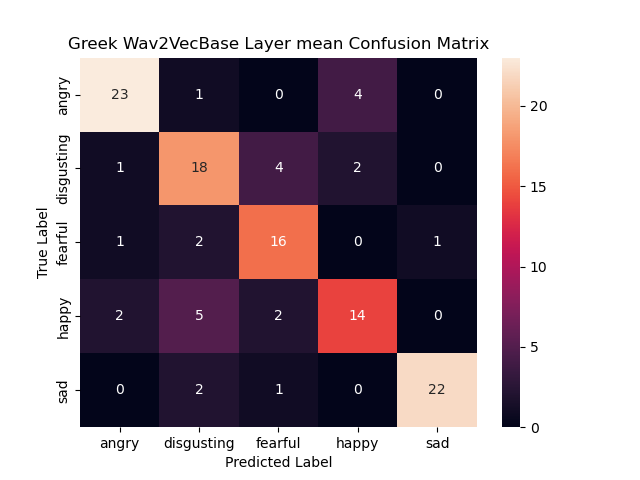 Greek Wav2VecBase Layer mean Confusion Matrix
True Label
angry 23 1 0 4 0
disgusting 1 18 4 2 0
fearful 1 2 16 0 1
happy 2 5 2 14 0
sad 0 2 1 0 22
angry disgusting fearful happy sad
Predicted Label
20
15
10
5
0